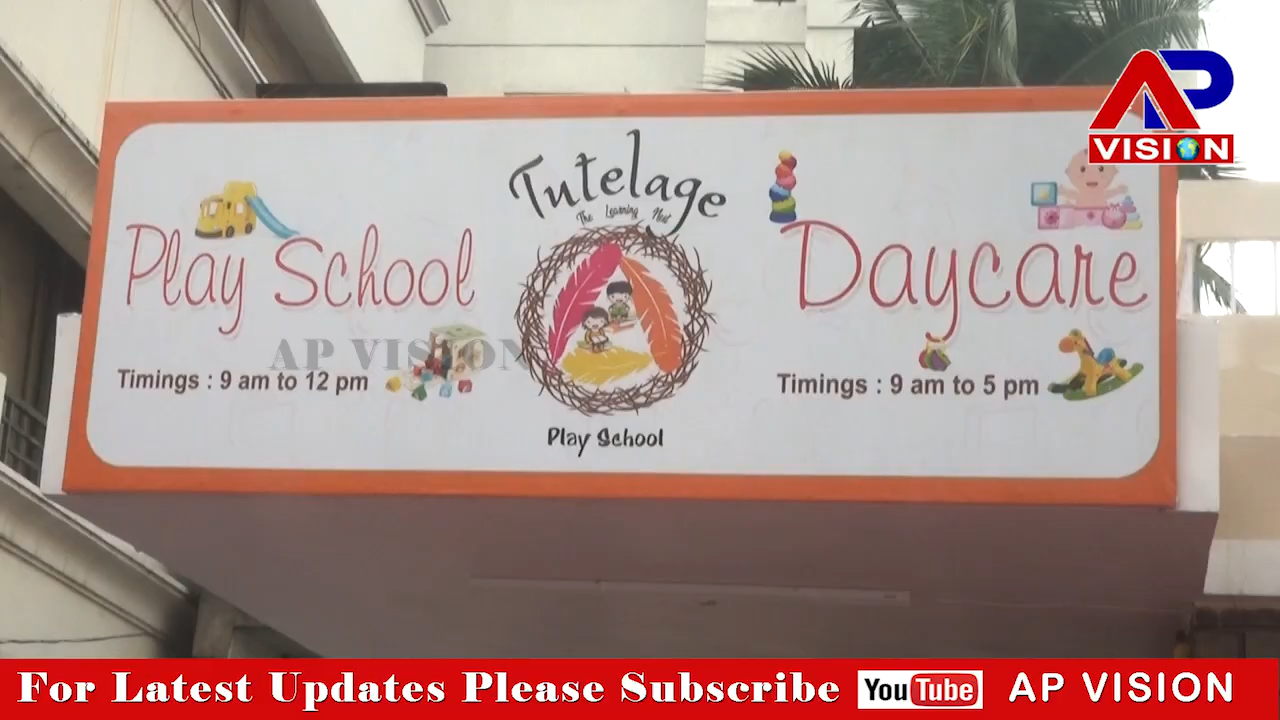 AP
VISION
Tutelage
The Learning Nest
Play School
Daycare
AP VISION
Timings : 9 am to 12 pm
Timings : 9 am to 5 pm
Play School
For Latest Updates Please Subscribe YouTube AP VISION